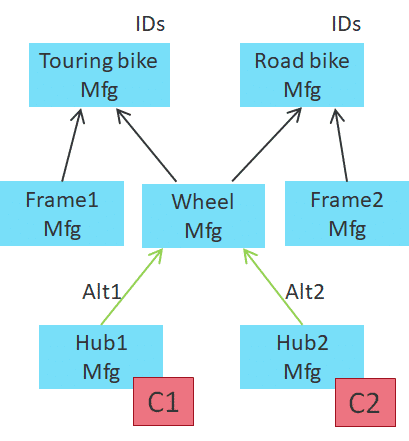 IDs
IDs
Touring bike
Mfg
Road bike
Mfg
Frame1
Mfg
Wheel
Mfg
Frame2
Mfg
Alt1
Alt2
Hub1
Mfg
C1
Hub2
Mfg
C2